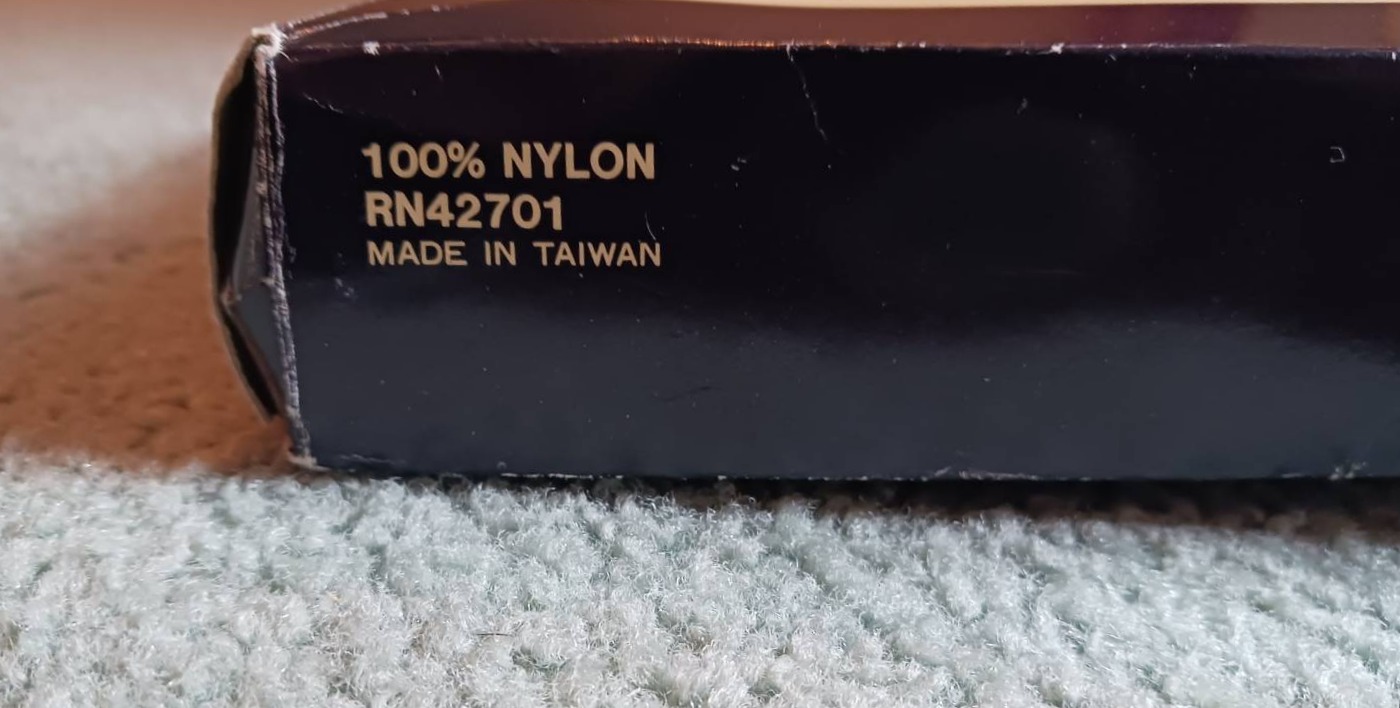 100% NYLON
RN42701
MADE IN TAIWAN